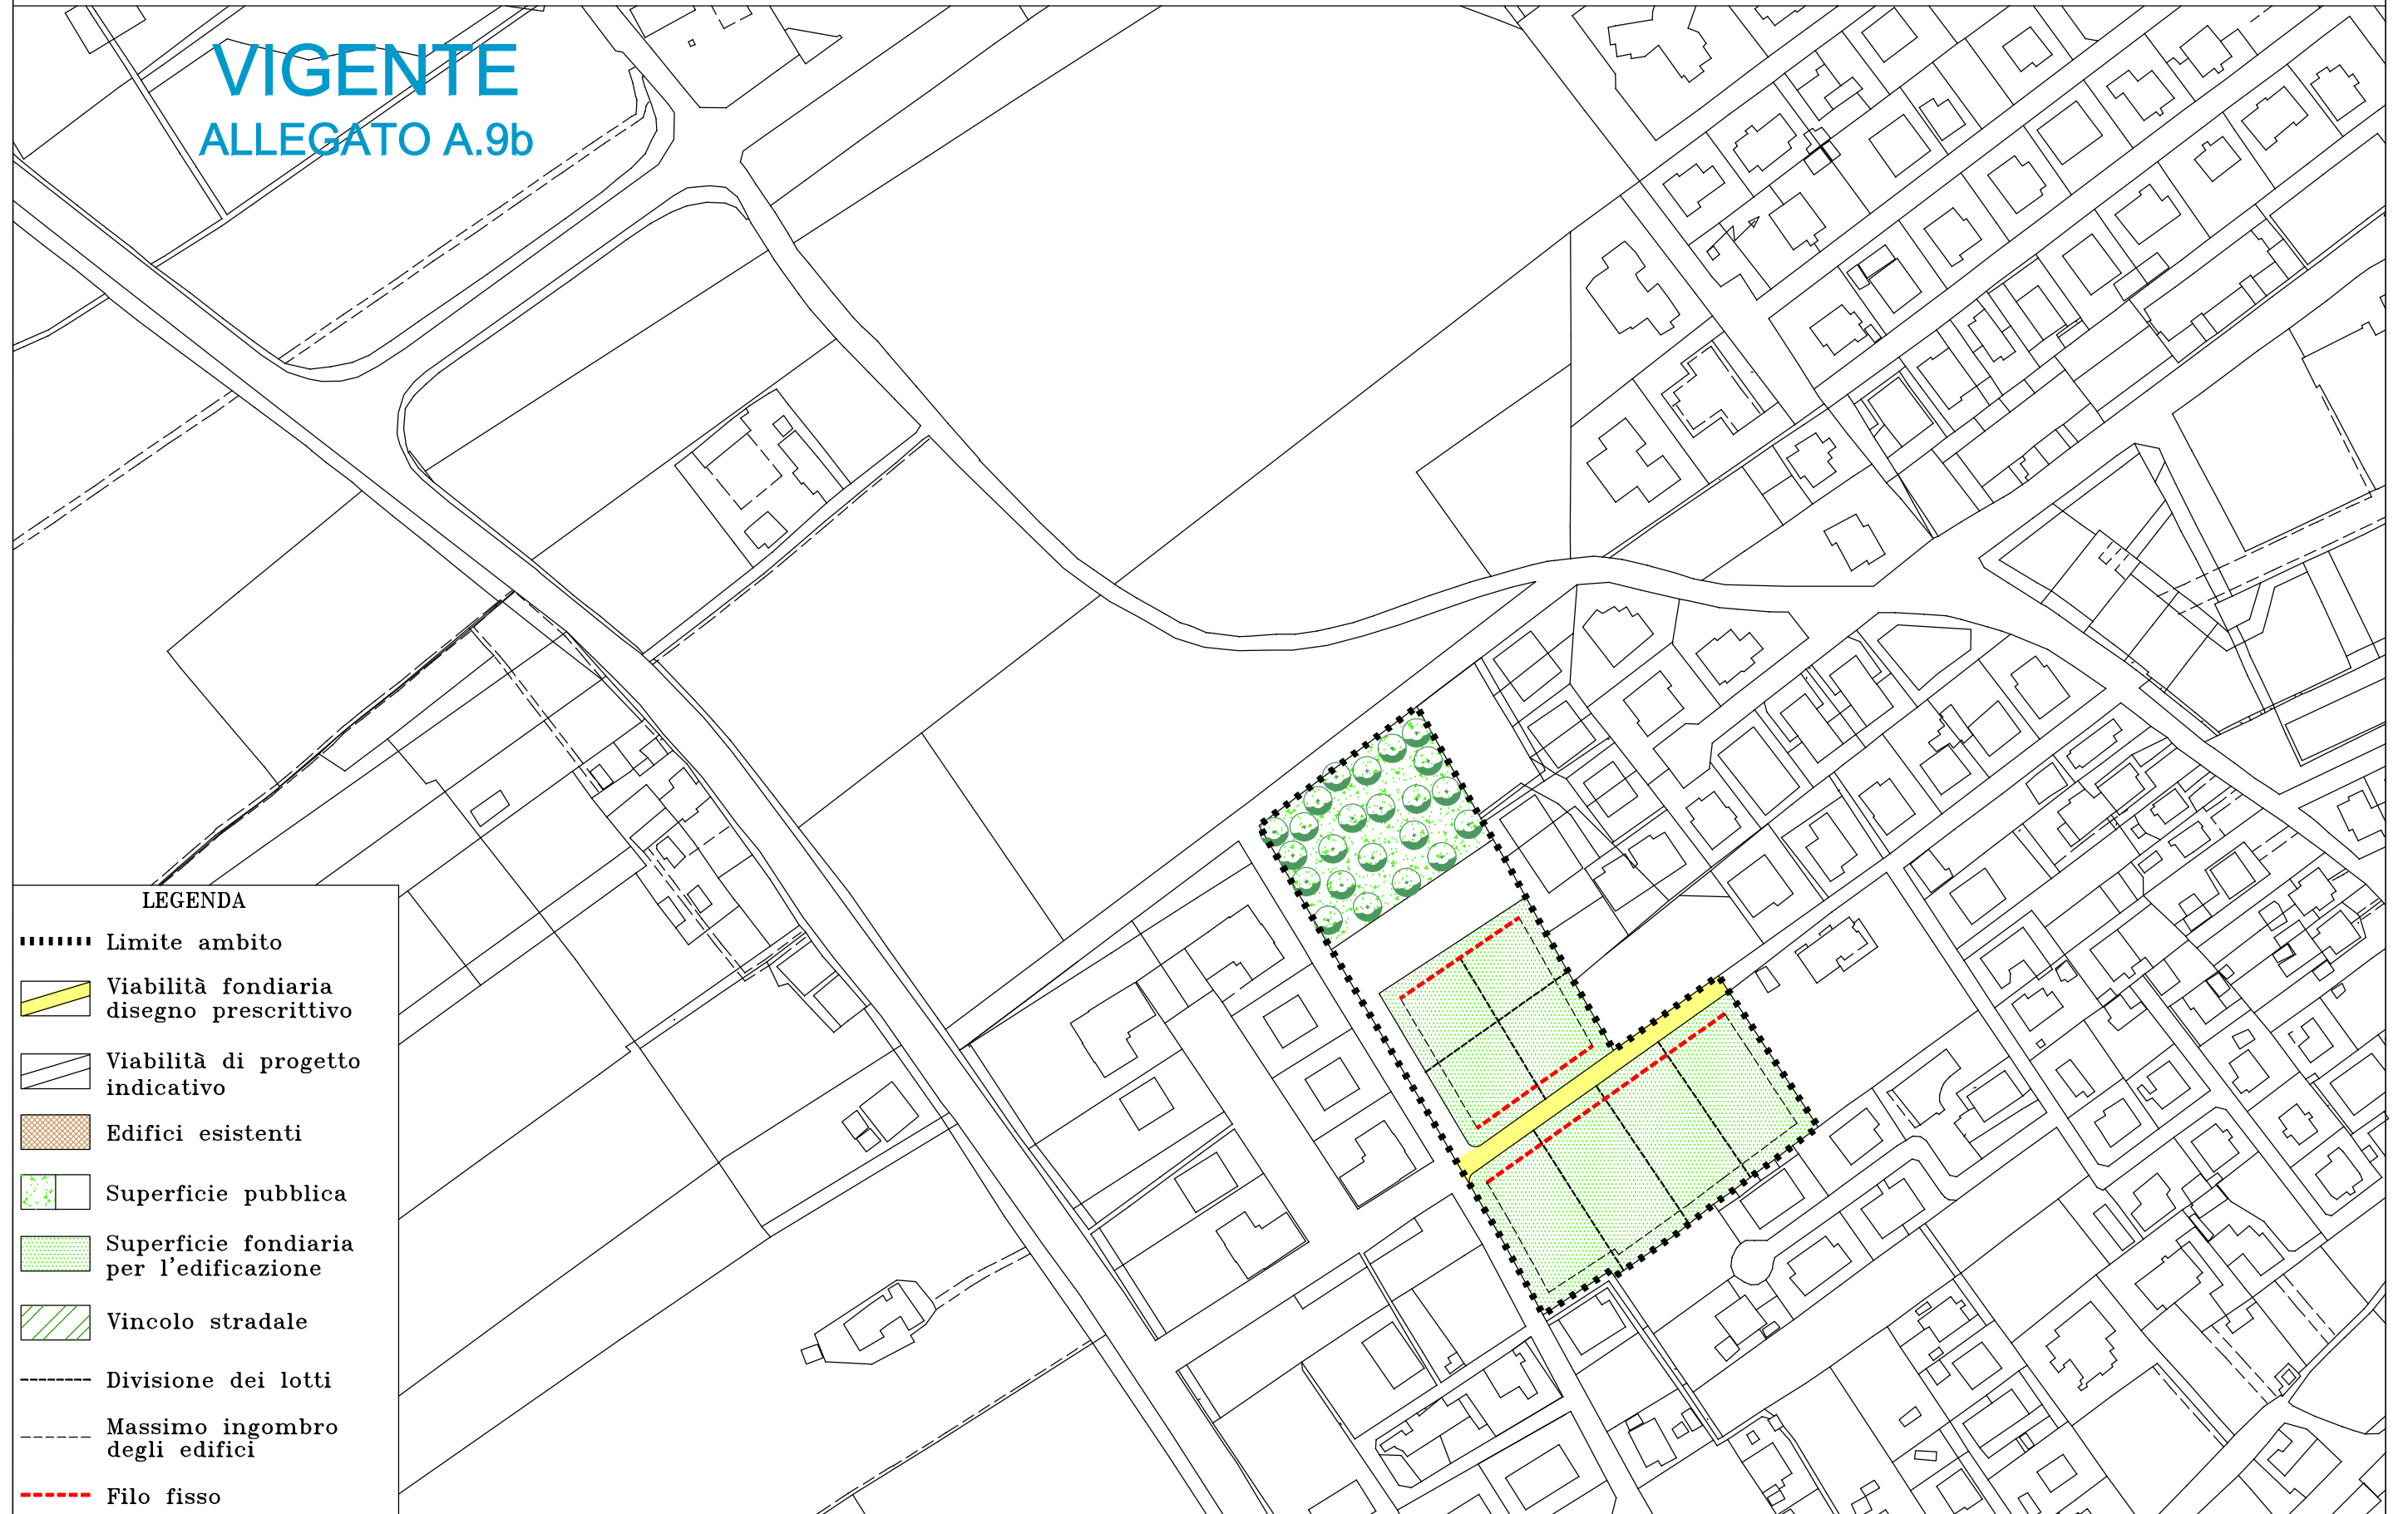 VIGENTE
ALLEGATO A.9b
LEGENDA
Limite ambito
Viabilità fondiaria
disegno prescrittivo
Viabilità di progetto
indicativo
Edifici esistenti
Superficie pubblica
Superficie fondiaria
per l'edificazione
Vincolo stradale
Divisione dei lotti
Massimo ingombro
degli edifici
Filo fisso